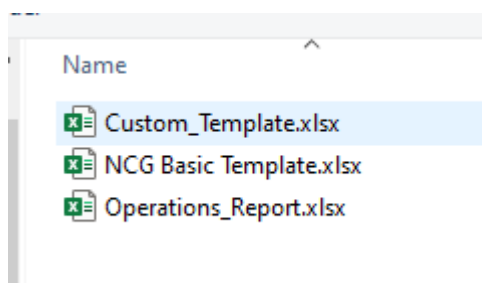 Name
Custom_Template.xlsx
NCG Basic Template.xlsx
Operations_Report.xlsx